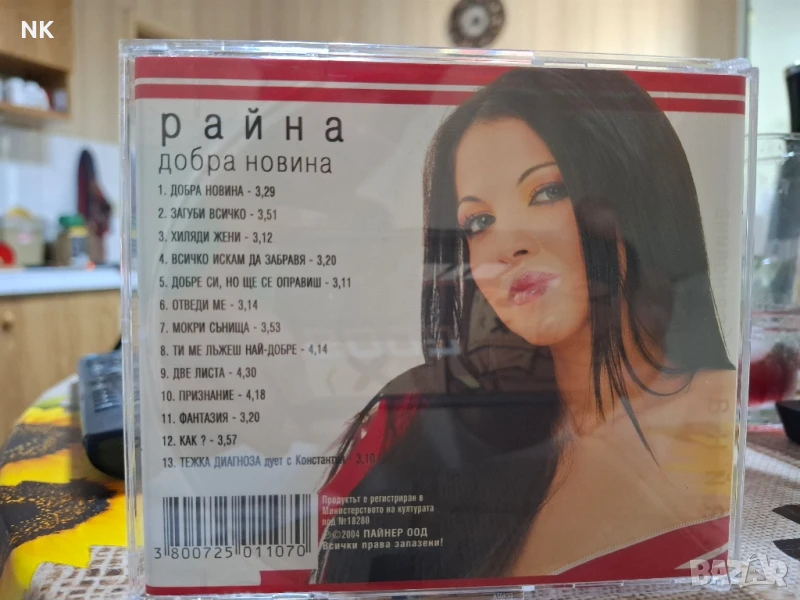 NK
райна
добра новина
1. ДОБРА НОВИНА - 3,29
2. ЗАГУБИ ВСИЧКО - 3,51
3. ХИЛЯДИ ЖЕНИ - 3,12
4. ВСИЧКО ИСКАМ ДА ЗАБРАВЯ - 3,20
5. ДОБРЕ СИ, НО ЩЕ СЕ ОПРАВИШ - 3,11
6. ОТВЕДИ МЕ - 3,14
7. МОКРИ СЪНИЩА - 3,53
8. ТИ МЕ ЛЪЖЕШ НАЙ-ДОБРЕ - 4,14
9. ДВЕ ЛИСТА - 4,30
10. ПРИЗНАНИЕ - 4,18
11. ФАНТАЗИЯ - 3,20
12. КАК ? - 3,57
13. ТЕЖКА ДИАГНОЗА дует с Константин - 3,10
Продуктът е регистриран в
Министерството на културата
под №18280
℗©2004 ПАЙНЕР ООД
Всички права запазени!
3 800725 011070
BAZAR